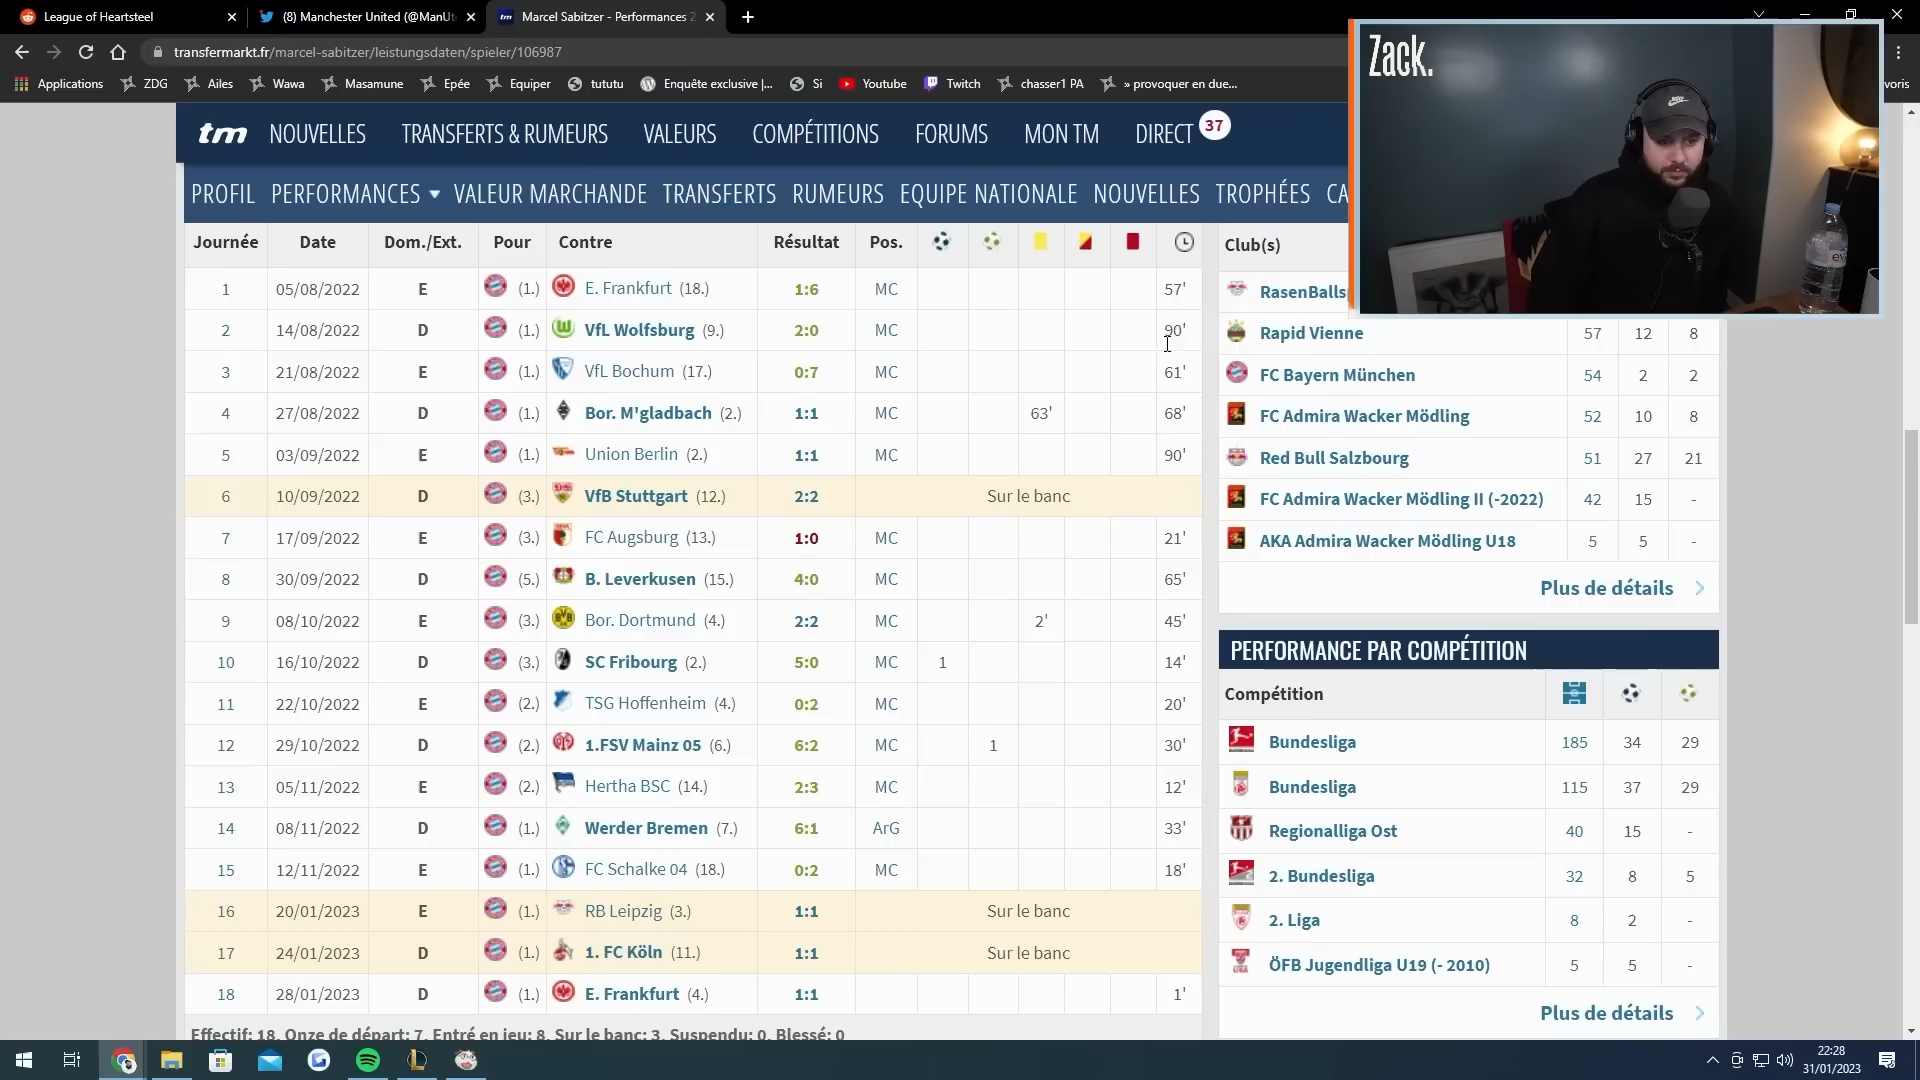 League of Heartsteel
(8) Manchester United (@ManUt
Marcel Sabitzer - Performances 2
transfermarkt.fr/marcel-sabitzer/leistungsdaten/spieler/106987
Applications ZDG Ailes Wawa Masamune Epée Equiper tututu Enquête exclusive |... Si Youtube Twitch chasser1 PA » provoquer en due... voris
Zack.
tm NOUVELLES TRANSFERTS & RUMEURS VALEURS COMPÉTITIONS FORUMS MON TM DIRECT 37
PROFIL PERFORMANCES VALEUR MARCHANDE TRANSFERTS RUMEURS EQUIPE NATIONALE NOUVELLES TROPHÉES CA
Journée Date Dom./Ext. Pour Contre Résultat Pos.
1 05/08/2022 E (1.) E. Frankfurt (18.) 1:6 MC 57'
2 14/08/2022 D (1.) VfL Wolfsburg (9.) 2:0 MC 90'
3 21/08/2022 E (1.) VfL Bochum (17.) 0:7 MC 61'
4 27/08/2022 D (1.) Bor. M'gladbach (2.) 1:1 MC 63' 68'
5 03/09/2022 E (1.) Union Berlin (2.) 1:1 MC 90'
6 10/09/2022 D (3.) VfB Stuttgart (12.) 2:2 Sur le banc
7 17/09/2022 E (3.) FC Augsburg (13.) 1:0 MC 21'
8 30/09/2022 D (5.) B. Leverkusen (15.) 4:0 MC 65'
9 08/10/2022 E (3.) Bor. Dortmund (4.) 2:2 MC 2' 45'
10 16/10/2022 D (3.) SC Fribourg (2.) 5:0 MC 1 14'
11 22/10/2022 E (2.) TSG Hoffenheim (4.) 0:2 MC 20'
12 29/10/2022 D (2.) 1.FSV Mainz 05 (6.) 6:2 MC 1 30'
13 05/11/2022 E (2.) Hertha BSC (14.) 2:3 MC 12'
14 08/11/2022 D (1.) Werder Bremen (7.) 6:1 ArG 33'
15 12/11/2022 E (1.) FC Schalke 04 (18.) 0:2 MC 18'
16 20/01/2023 E (1.) RB Leipzig (3.) 1:1 Sur le banc
17 24/01/2023 D (1.) 1. FC Köln (11.) 1:1 Sur le banc
18 28/01/2023 D (1.) E. Frankfurt (4.) 1:1 1'
Effectif: 18, Onze de départ: 7, Entré en jeu: 8, Sur le banc: 3, Suspendu: 0, Blessé: 0
Club(s)
RasenBalls
Rapid Vienne 57 12 8
FC Bayern München 54 2 2
FC Admira Wacker Mödling 52 10 8
Red Bull Salzbourg 51 27 21
FC Admira Wacker Mödling II (-2022) 42 15 -
AKA Admira Wacker Mödling U18 5 5 -
Plus de détails
PERFORMANCE PAR COMPÉTITION
Compétition
Bundesliga 185 34 29
Bundesliga 115 37 29
Regionalliga Ost 40 15 -
2. Bundesliga 32 8 5
2. Liga 8 2 -
ÖFB Jugendliga U19 (- 2010) 5 5 -
Plus de détails
22:28
31/01/2023